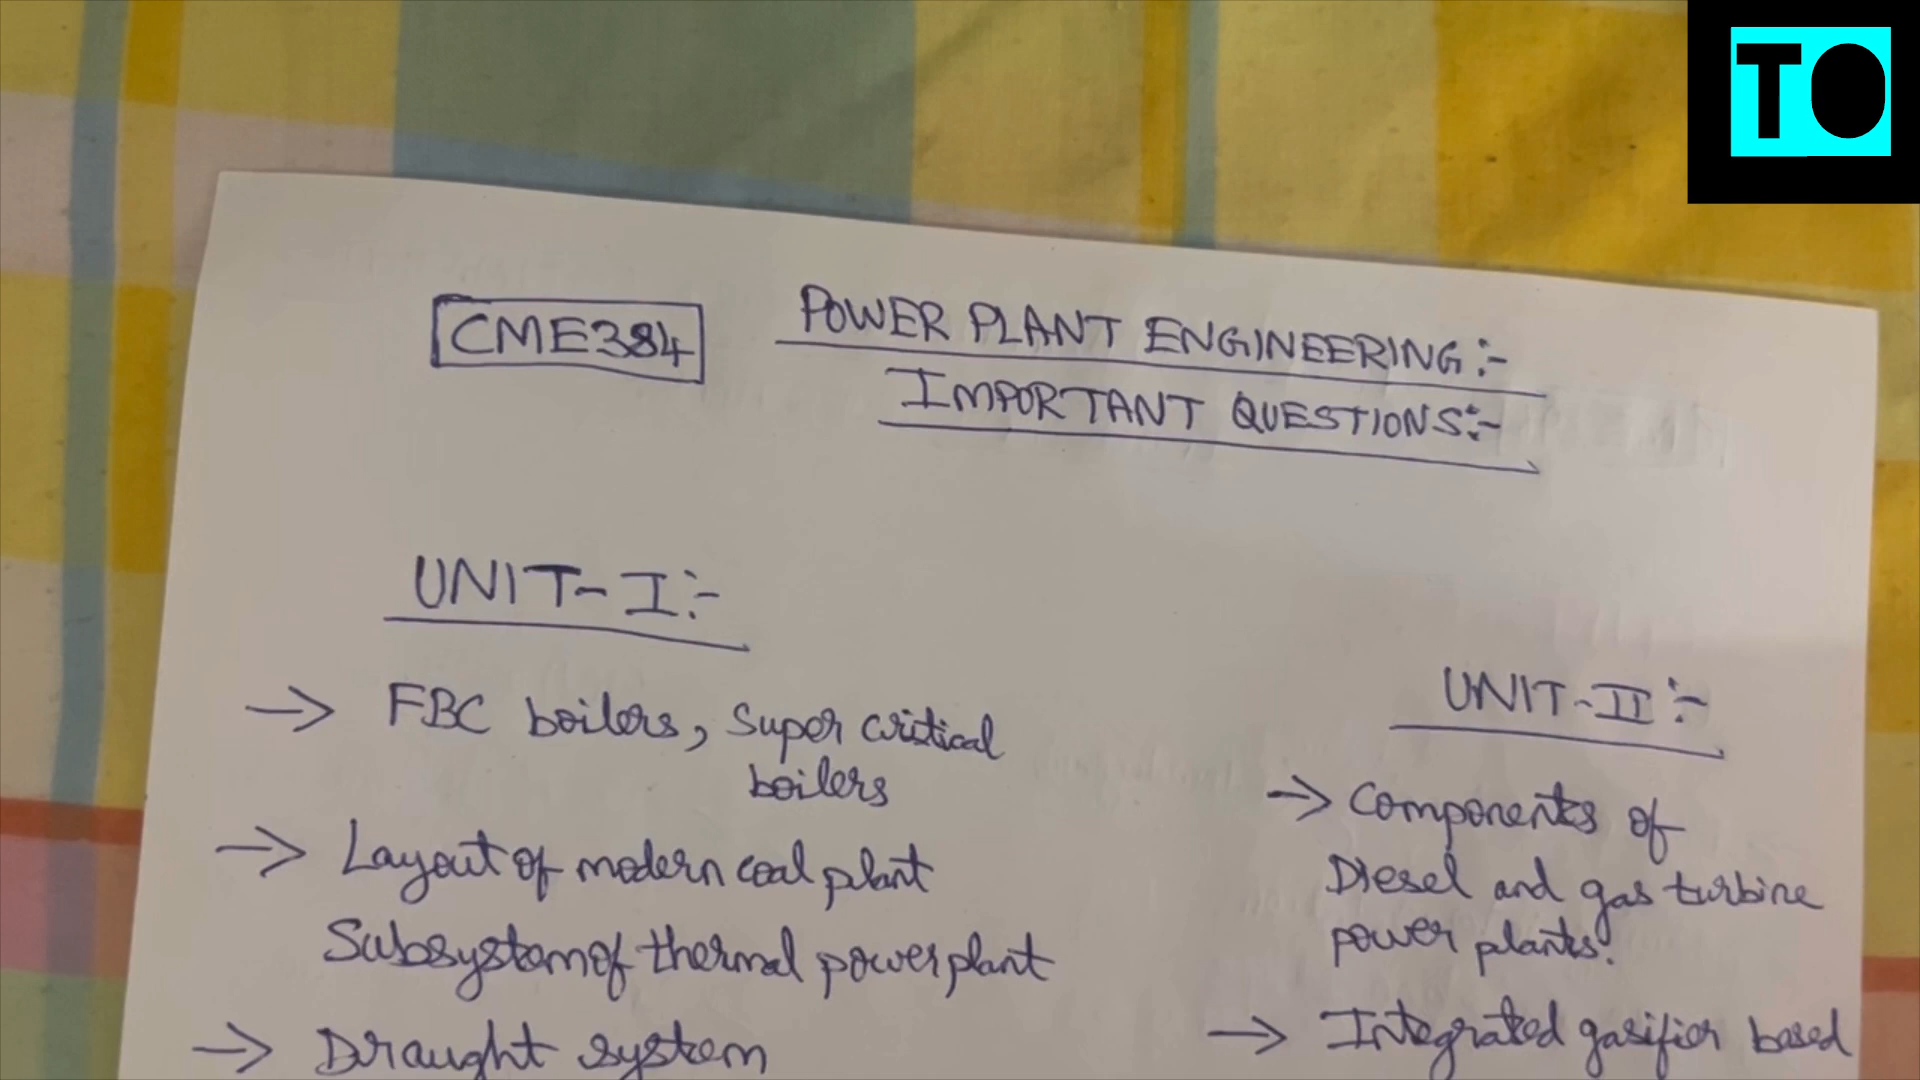 TO
CME384
POWER PLANT ENGINEERING:-
IMPORTANT QUESTIONS:-
UNIT-I:-
→ FBC boilers, Super critical
boilers
→ Layout of modern coal plant
Subsystem of thermal power plant
→ Draught system
UNIT-II:-
→ Components of
Diesel and gas turbine
power plants.
→ Integrated gasifier based